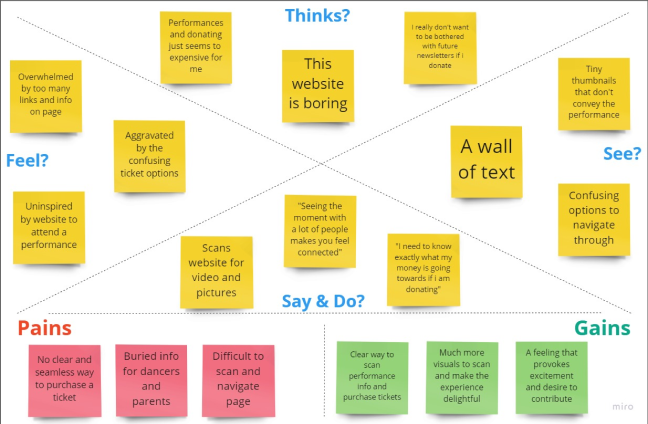 Thinks?
Performances
and donating
just seems to
expensive for
me
This
website
is boring
I really don't want
to be bothered
with future
newsletters if i
donate
Feel?
Overwhelmed
by too many
links and info
on page
Aggravated
by the
confusing
ticket options
Uninspired
by website to
attend a
performance
See?
Tiny
thumbnails
that don't
convey the
performance
A wall
of text
Confusing
options to
navigate
through
Say & Do?
Scans
website for
video and
pictures
"Seeing the
moment with
a lot of people
makes you feel
connected"
"I need to know
exactly what my
money is going
towards if i am
donating"
Pains
No clear and
seamless way
to purchase a
ticket
Buried info
for dancers
and
parents
Difficult to
scan and
navigate
page
Gains
Clear way to
scan
performance
info and
purchase tickets
Much more
visuals to scan
and make the
experience
delightful
A feeling that
provokes
excitement
and desire to
contribute
miro